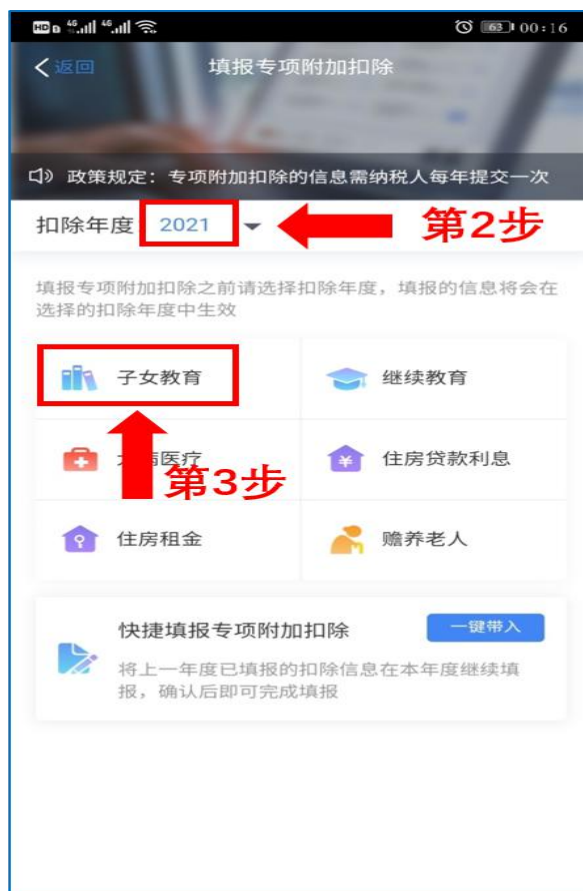 HD 46 46 63 00:16
返回 填报专项附加扣除
政策规定：专项附加扣除的信息需纳税人每年提交一次
扣除年度 2021 第2步
填报专项附加扣除之前请选择扣除年度，填报的信息将会在
选择的扣除年度中生效
子女教育 继续教育
病医疗 住房贷款利息
第3步
住房租金 赡养老人
快捷填报专项附加扣除 一键带入
将上一年度已填报的扣除信息在本年度继续填
报，确认后即可完成填报